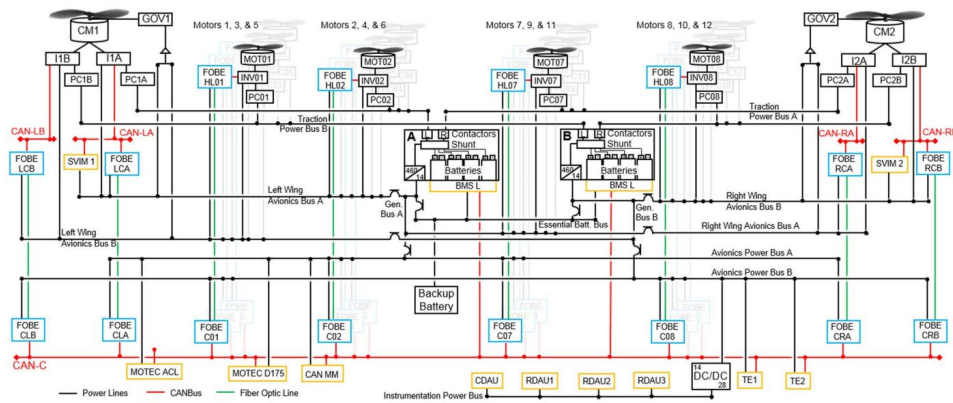 GOV1
Motors 1, 3, & 5
Motors 2, 4, & 6
Motors 7, 9, & 11
Motors 8, 10, & 12
GOV2
CM1
CM2
I1B
I1A
PC1B
PC1A
FOBE
HL01
MOT01
INV01
PC01
FOBE
HL02
MOT02
INV02
PC02
FOBE
HL07
MOT07
INV07
PC07
FOBE
HL08
MOT08
INV08
PC08
I2A
I2B
PC2A
PC2B
Traction
Power Bus B
Traction
Power Bus A
CAN-LB
CAN-LA
CAN-RA
FOBE
LCB
SVIM 1
FOBE
LCA
A
L
R
Contactors
Shunt
Batteries
460
14
BMS L
B
L
R
Contactors
Shunt
Batteries
460
14
BMS L
FOBE
RCA
SVIM 2
FOBE
RCB
Left Wing
Avionics Bus A
Gen.
Bus A
Essential Batt. Bus
Gen.
Bus B
Right Wing
Avionics Bus B
Left Wing
Avionics Bus B
Right Wing Avionics Bus A
Avionics Power Bus A
Avionics Power Bus B
Backup
Battery
FOBE
CLB
FOBE
CLA
FOBE
C01
FOBE
C02
FOBE
C07
FOBE
C08
FOBE
CRA
FOBE
CRB
CAN-C
MOTEC ACL
MOTEC D175
CAN MM
CDAU
RDAU1
RDAU2
RDAU3
14
DC/DC
28
TE1
TE2
Instrumentation Power Bus
Power Lines
CANBus
Fiber Optic Line